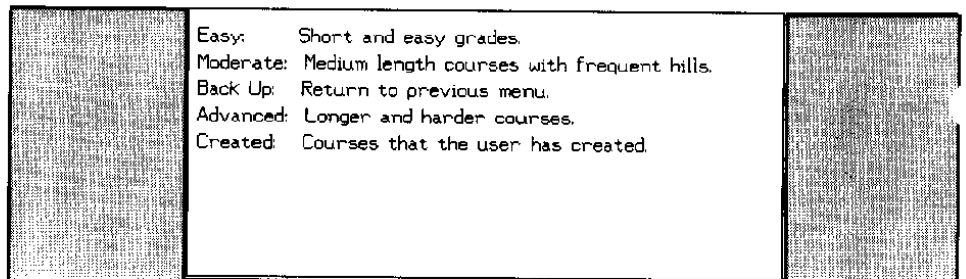 Easy: Short and easy grades.
Moderate: Medium length courses with frequent hills.
Back Up: Return to previous menu.
Advanced: Longer and harder courses.
Created: Courses that the user has created.